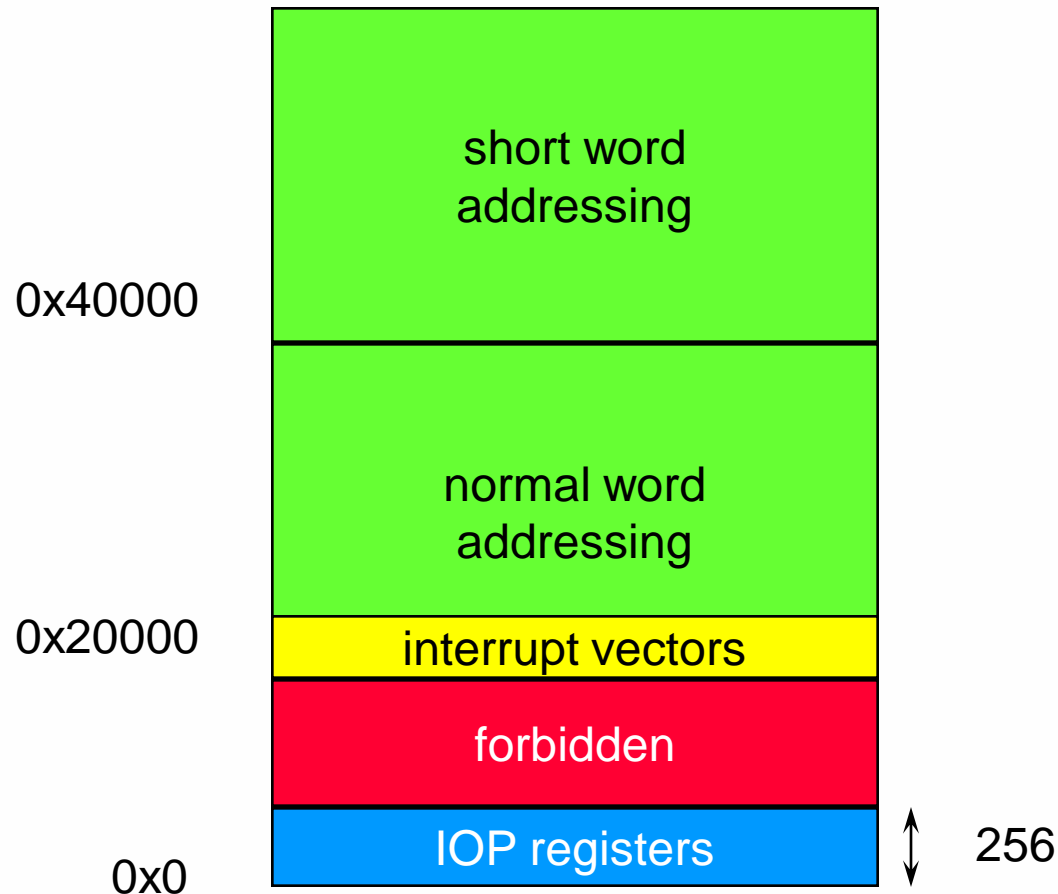 short word
addressing
0x40000
normal word
addressing
0x20000
interrupt vectors
forbidden
IOP registers
256
0x0